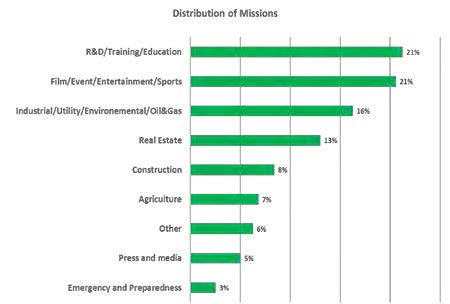 Distribution of Missions
R&D/Training/Education
21%
Film/Event/Entertainment/Sports
21%
Industrial/Utility/Environemental/Oil&Gas
16%
Real Estate
13%
Construction
8%
Agriculture
7%
Other
6%
Press and media
5%
Emergency and Preparedness
3%